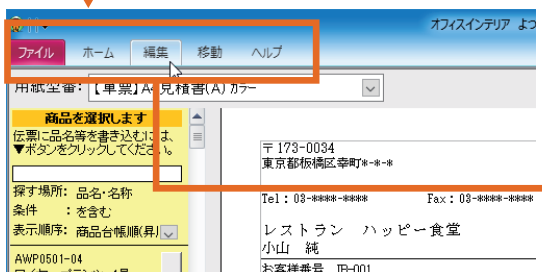 オフィスインテリア よつ
ファイル ホーム 編集 移動 ヘルプ
用紙型番: 【単票】A4見積書(A) カラー
商品を選択します
伝票に品名等を書き込むには、
▼ボタンをクリックしてください。
〒173-0034
東京都板橋区幸町*-*-*
探す場所: 品名・名称
条件 : を含む
表示順序: 商品台帳順(昇)
Tel : 03-****-**** Fax : 03-****-****
レストラン ハッピー食堂
小山 純
AWP0501-04
お客様番号 TB-001